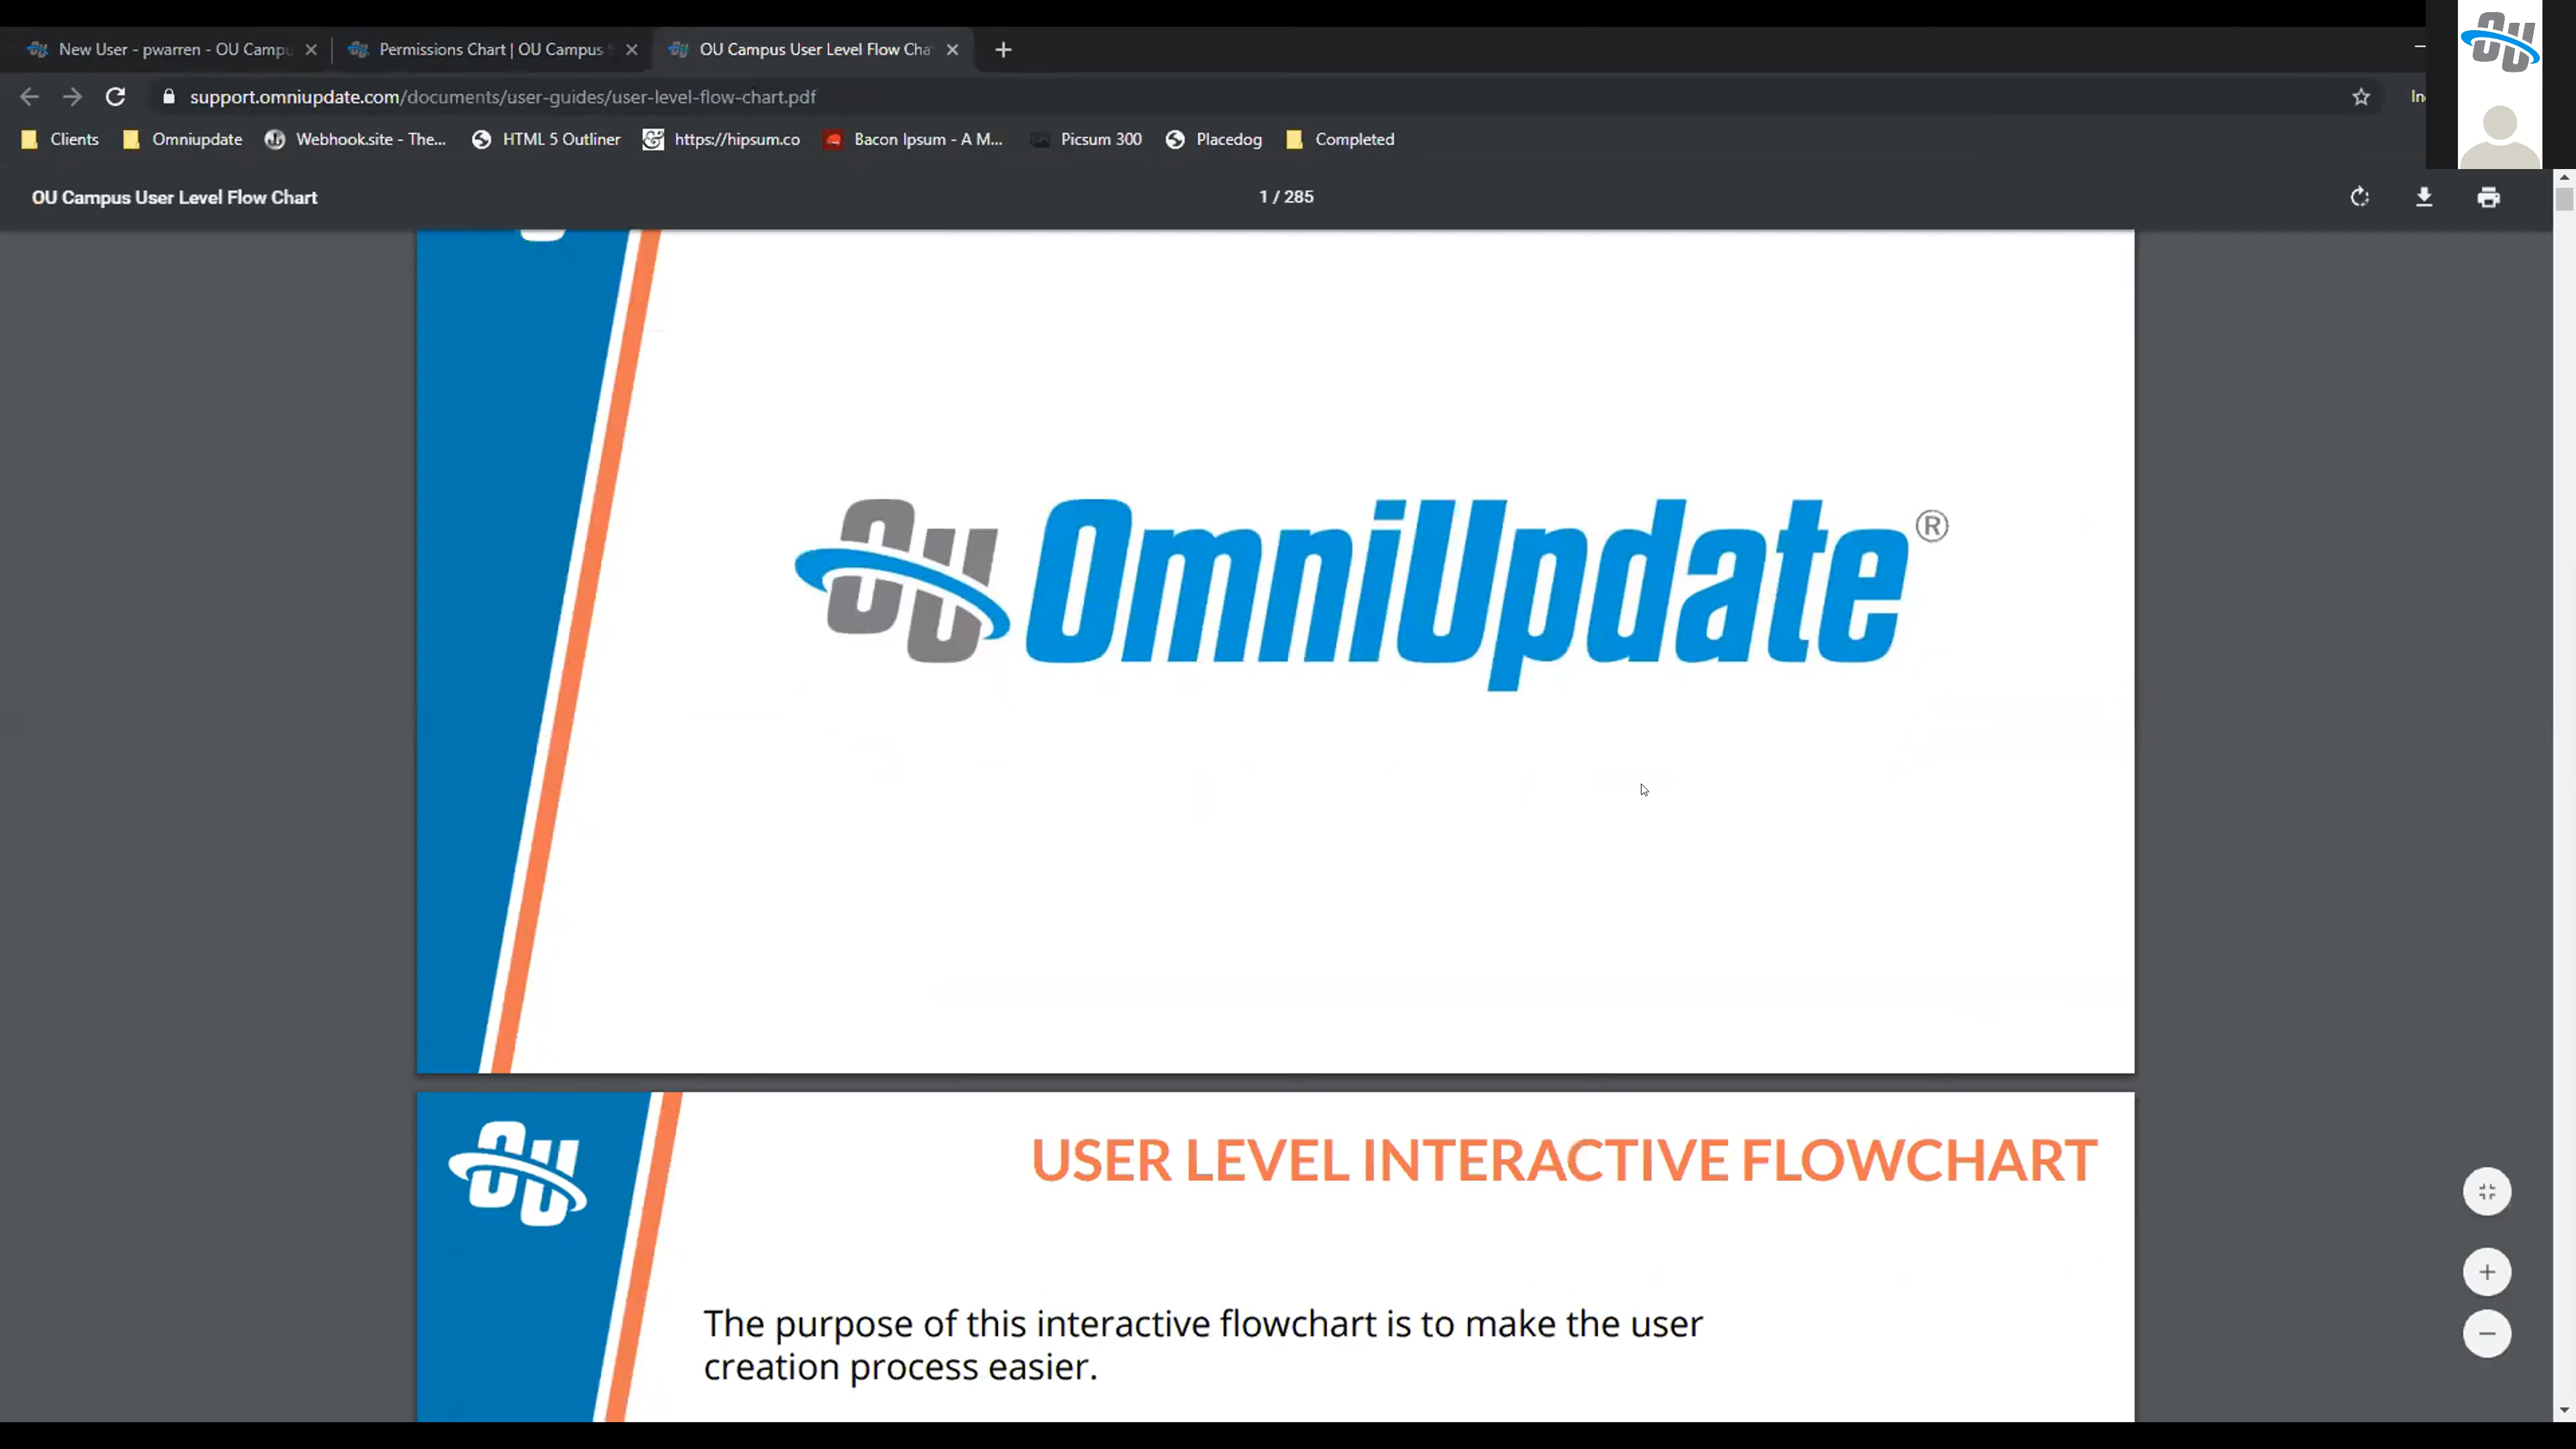 New User - pwarren - OU Campu
Permissions Chart | OU Campus
OU Campus User Level Flow Cha
support.omniupdate.com/documents/user-guides/user-level-flow-chart.pdf
Clients
Omniupdate
Webhook.site - The...
HTML 5 Outliner
https://hipsum.co
Bacon Ipsum - A M...
Picsum 300
Placedog
Completed
OU Campus User Level Flow Chart
1 / 285
OU OmniUpdate®
OU
USER LEVEL INTERACTIVE FLOWCHART
The purpose of this interactive flowchart is to make the user
creation process easier.
OU